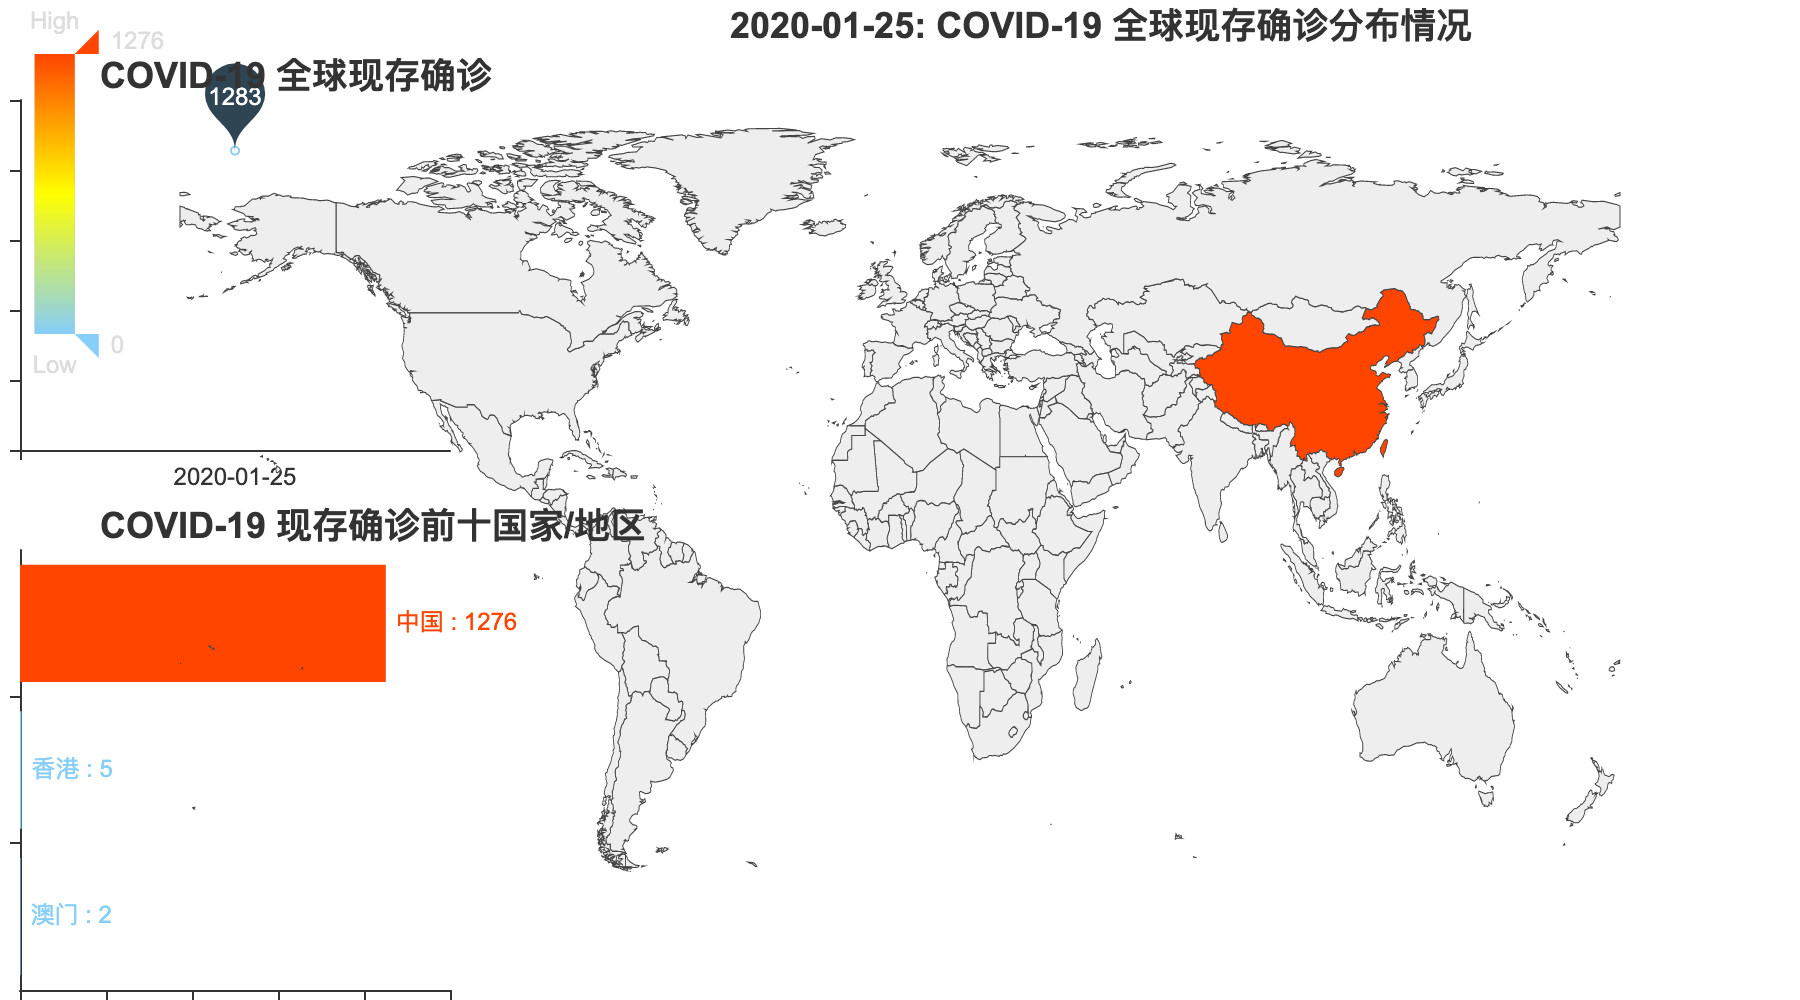 2020-01-25: COVID-19 全球现存确诊分布情况
High
1276
0
Low
COVID-19 全球现存确诊
1283
2020-01-25
COVID-19 现存确诊前十国家/地区
中国 : 1276
香港 : 5
澳门 : 2